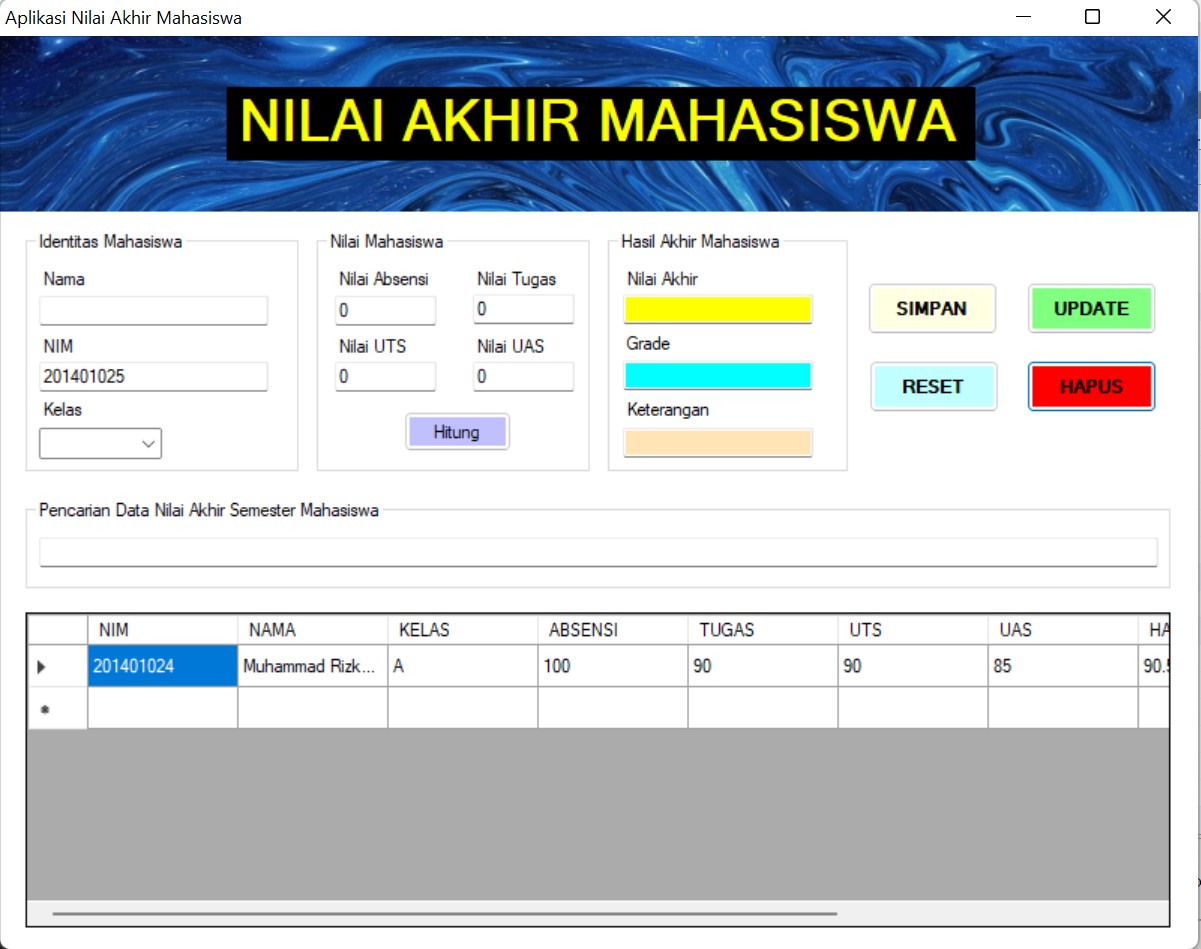 Aplikasi Nilai Akhir Mahasiswa
NILAI AKHIR MAHASISWA
Identitas Mahasiswa
Nama
NIM
201401025
Kelas
Nilai Mahasiswa
Nilai Absensi Nilai Tugas
0 0
Nilai UTS Nilai UAS
0 0
Hitung
Hasil Akhir Mahasiswa
Nilai Akhir
Grade
Keterangan
SIMPAN UPDATE
RESET HAPUS
Pencarian Data Nilai Akhir Semester Mahasiswa
NIM NAMA KELAS ABSENSI TUGAS UTS UAS HA
201401024 Muhammad Rizk... A 100 90 90 85 90.5